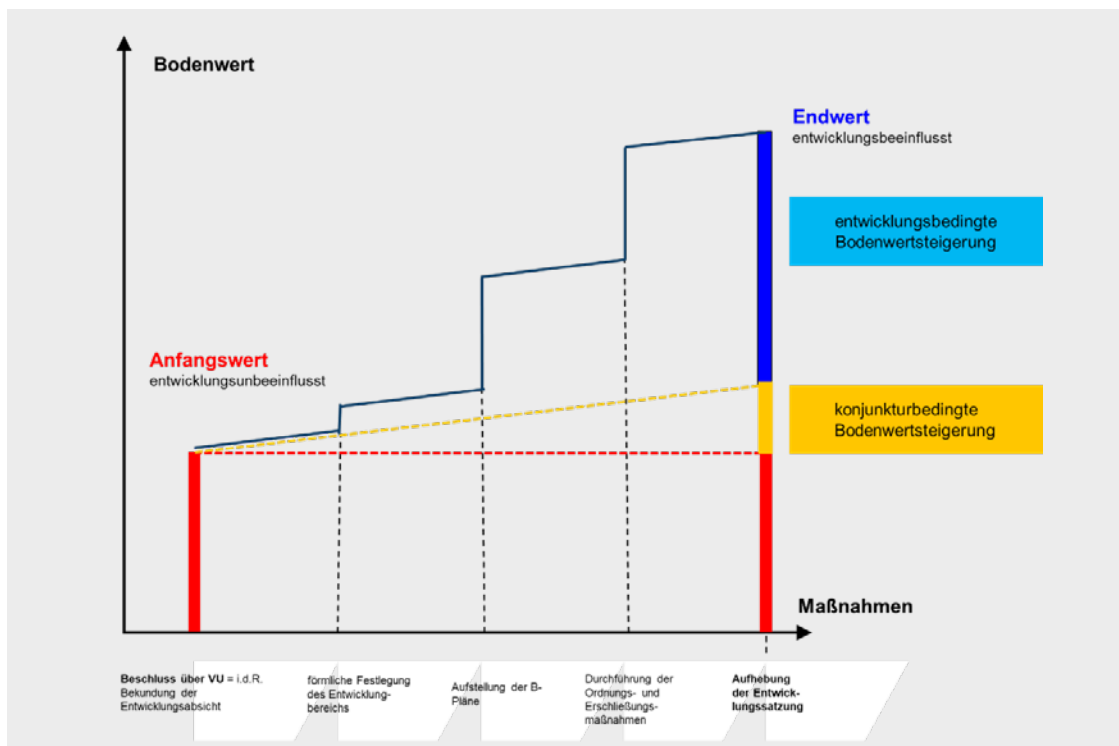 Bodenwert
Endwert
entwicklungsbeeinflusst
entwicklungsbedingte
Bodenwertsteigerung
Anfangswert
entwicklungsunbeeinflusst
konjunkturbedingte
Bodenwertsteigerung
Maßnahmen
Beschluss über VU = i.d.R.
Bekundung der
Entwicklungsabsicht
förmliche Festlegung
des Entwicklung-
bereichs
Aufstellung der B-
Pläne
Durchführung der
Ordnungs- und
Erschließungs-
maßnahmen
Aufhebung
der Entwick-
lungssatzung